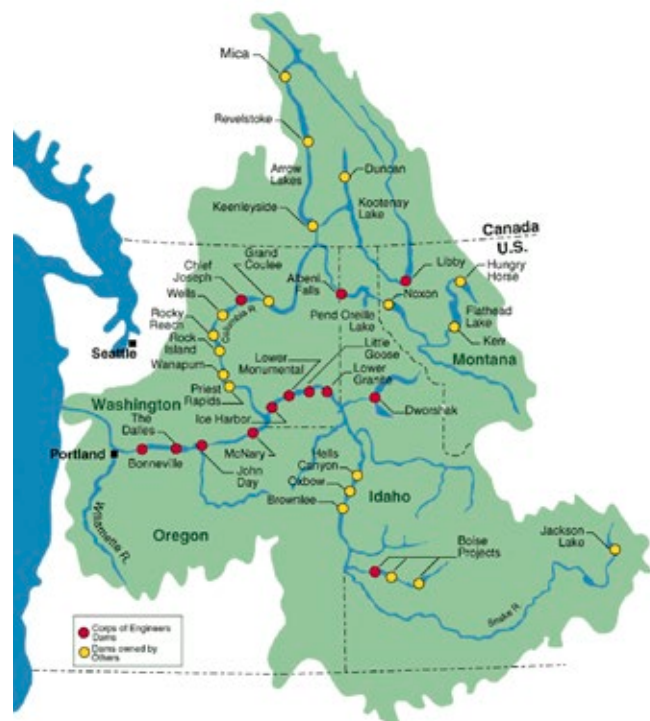 Mica
Revelstoke
Arrow
Lakes
Duncan
Kootenay
Lake
Keenleyside
Canada
U.S.
Grand
Coulee
Chief
Joseph
Albeni
Falls
Libby
Hungry
Horse
Wells
Noxon
Pend Oreille
Lake
Flathead
Lake
Rocky
Reach
Columbia R.
Kerr
Seattle
Rock
Island
Montana
Wanapum
Lower
Monumental
Little
Goose
Lower
Granite
Priest
Rapids
Washington
Ice Harbor
Dworshak
The
Dalles
Portland
Bonneville
McNary
John
Day
Hells
Canyon
Oxbow
Brownlee
Idaho
Willamette R.
Oregon
Boise
Projects
Jackson
Lake
Snake R.
Corps of Engineers
Dams
Dams owned by
Others